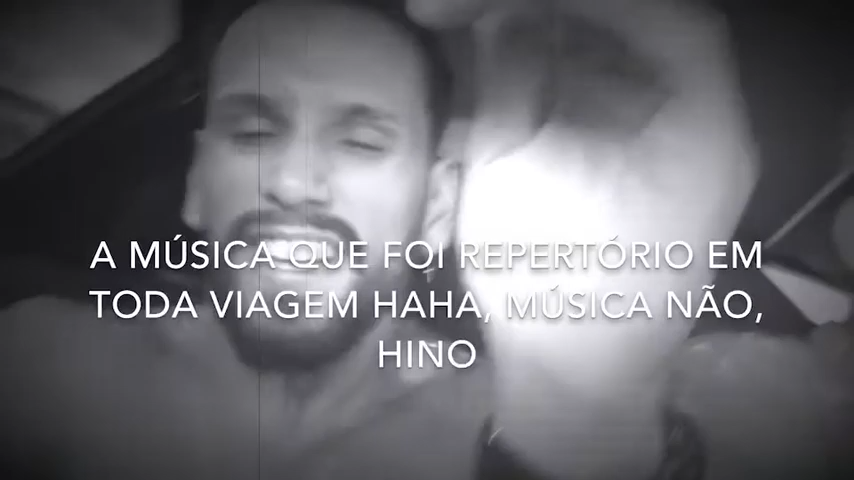 A MÚSICA QUE FOI REPERTÓRIO EM
TODA VIAGEM HAHA, MÚSICA NÃO,
HINO